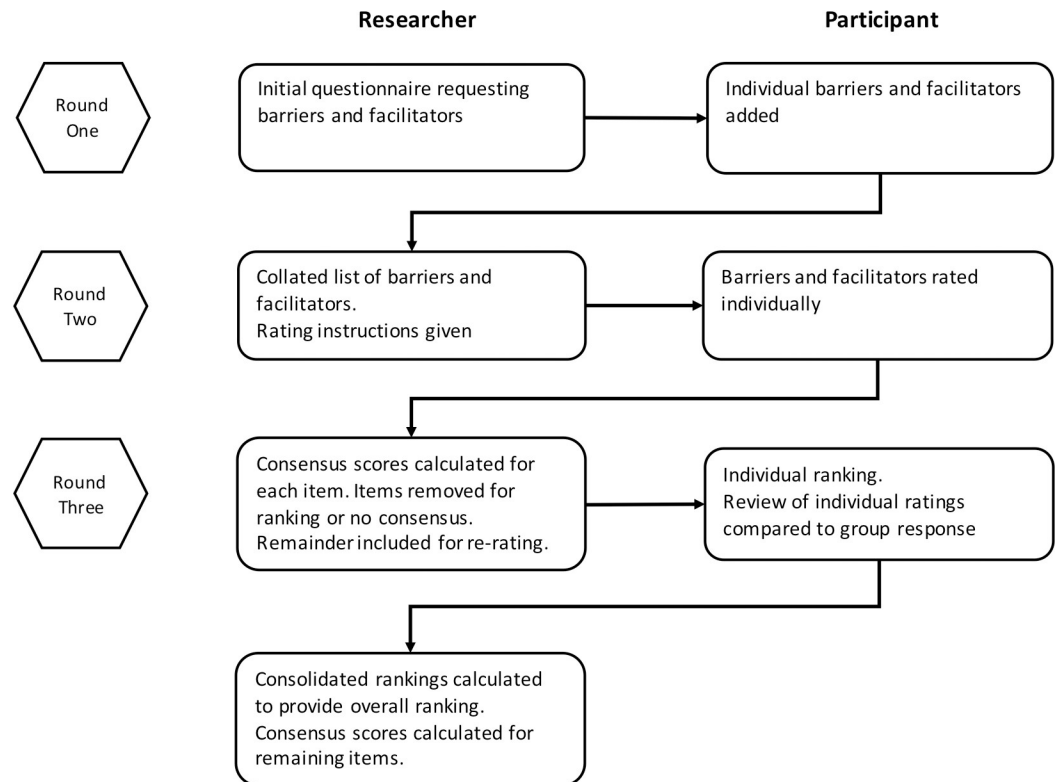 Researcher
Participant
Round
One
Initial questionnaire requesting
barriers and facilitators
Individual barriers and facilitators
added
Round
Two
Collated list of barriers and
facilitators.
Rating instructions given
Barriers and facilitators rated
individually
Round
Three
Consensus scores calculated for
each item. Items removed for
ranking or no consensus.
Remainder included for re-rating.
Individual ranking.
Review of individual ratings
compared to group response
Consolidated rankings calculated
to provide overall ranking.
Consensus scores calculated for
remaining items.